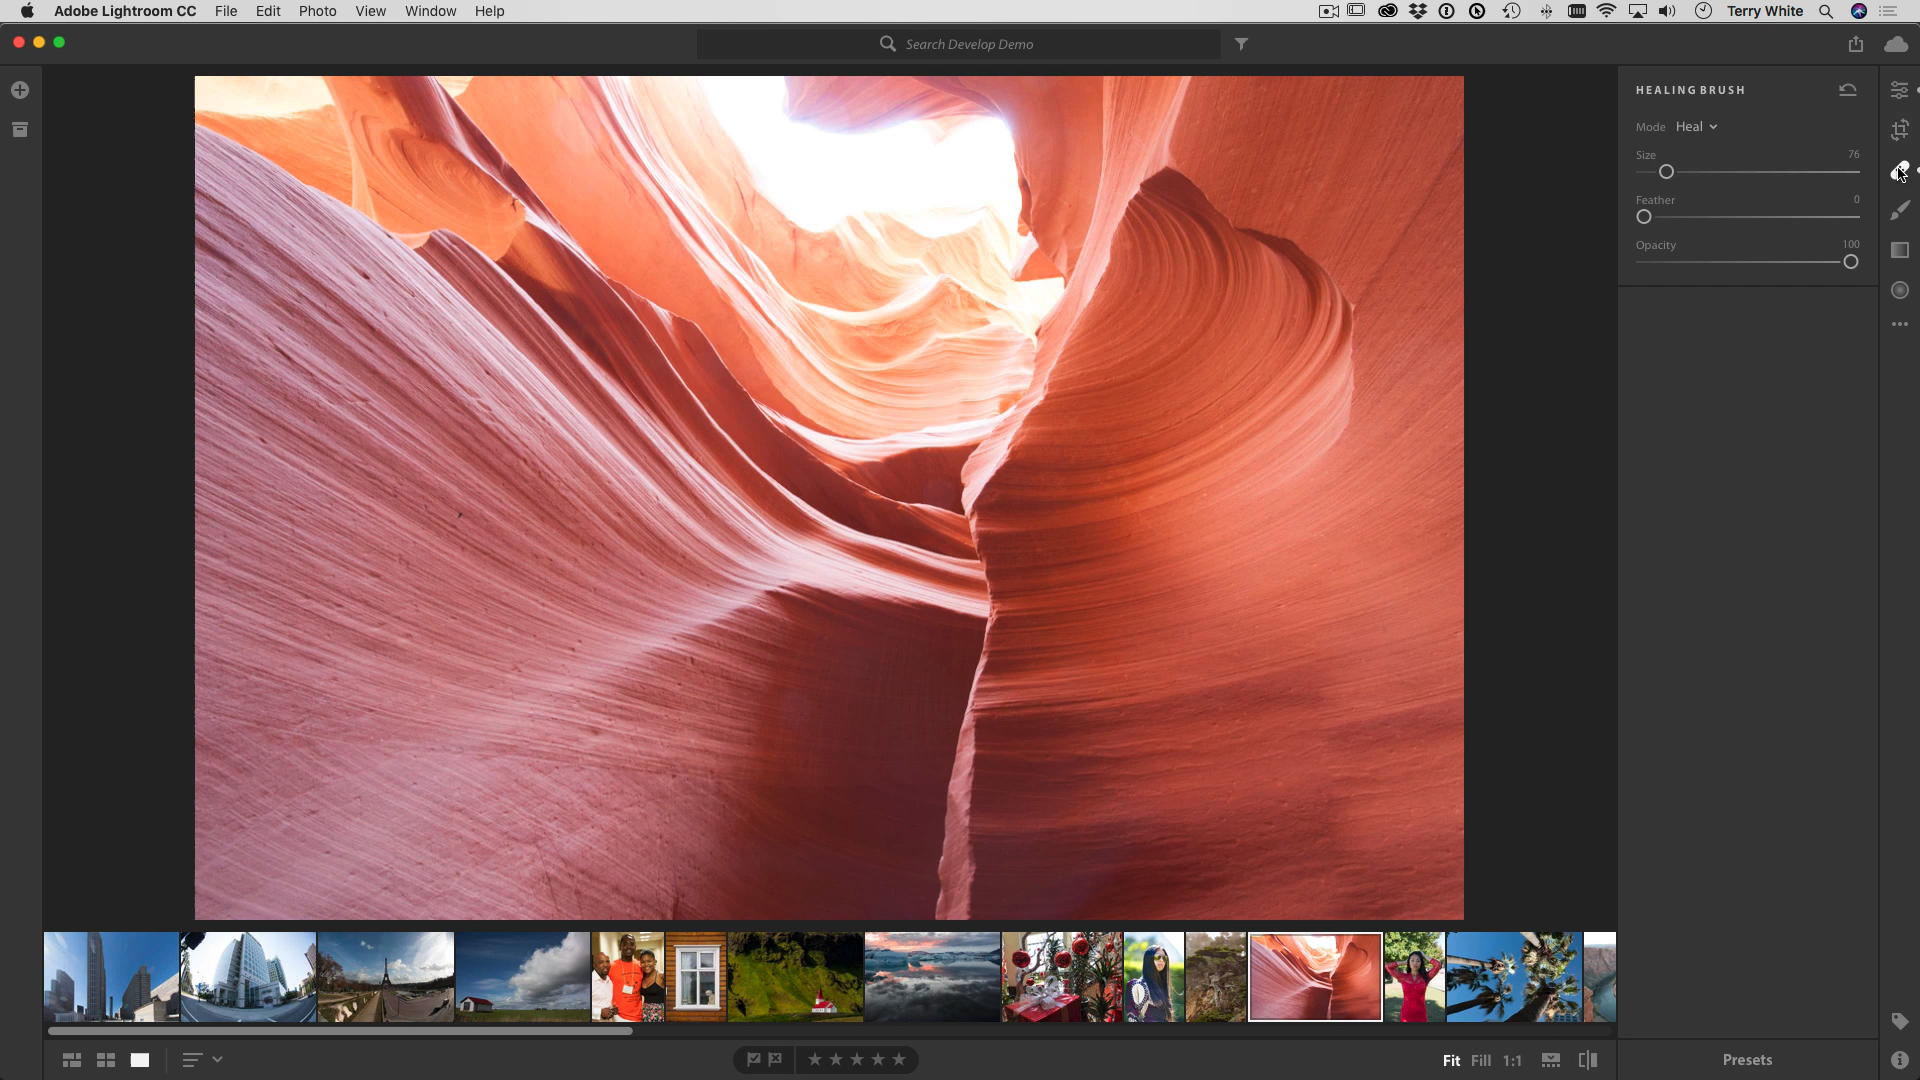 Adobe Lightroom CC File Edit Photo View Window Help Terry White
Search Develop Demo
HEALING BRUSH
Mode Heal
Size 76
Feather 0
Opacity 100
Fit Fill 1:1
Presets